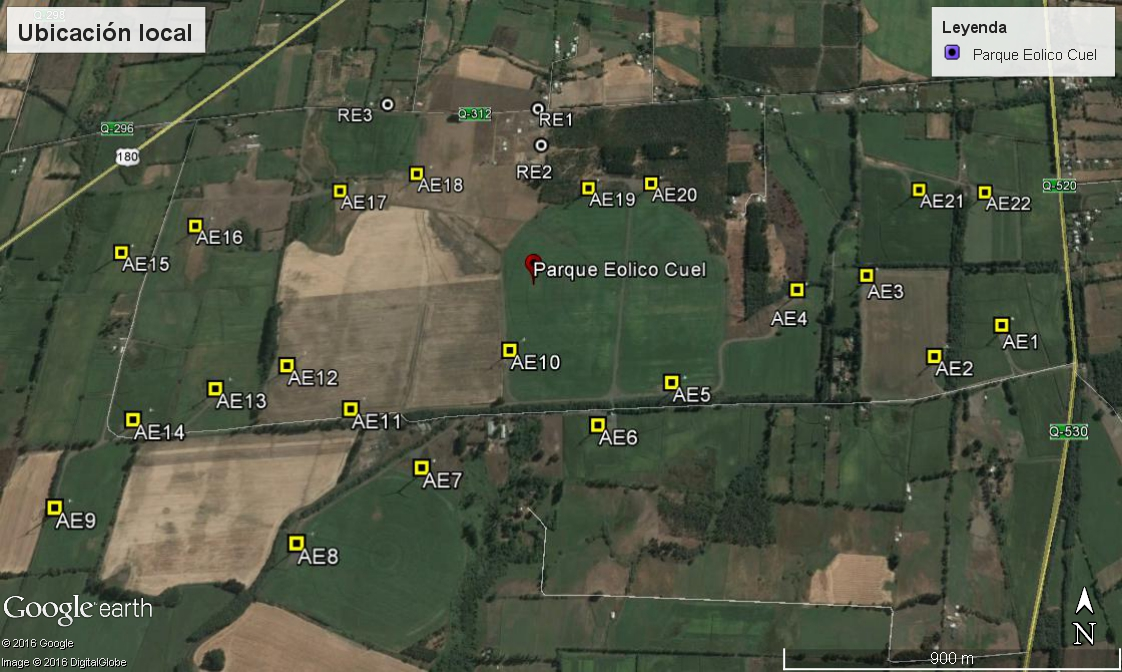 Ubicación local
Leyenda
Parque Eolico Cuel
RE3
Q-312
RE1
Q-296
180
RE2
AE18
AE17
AE19
AE20
AE21
AE22
Q-520
AE16
AE15
Parque Eolico Cuel
AE3
AE4
AE1
AE10
AE2
AE12
AE5
AE13
AE11
AE14
AE6
Q-530
AE7
AE9
AE8
Google earth
© 2016 Google
Image © 2016 DigitalGlobe
N
900 m